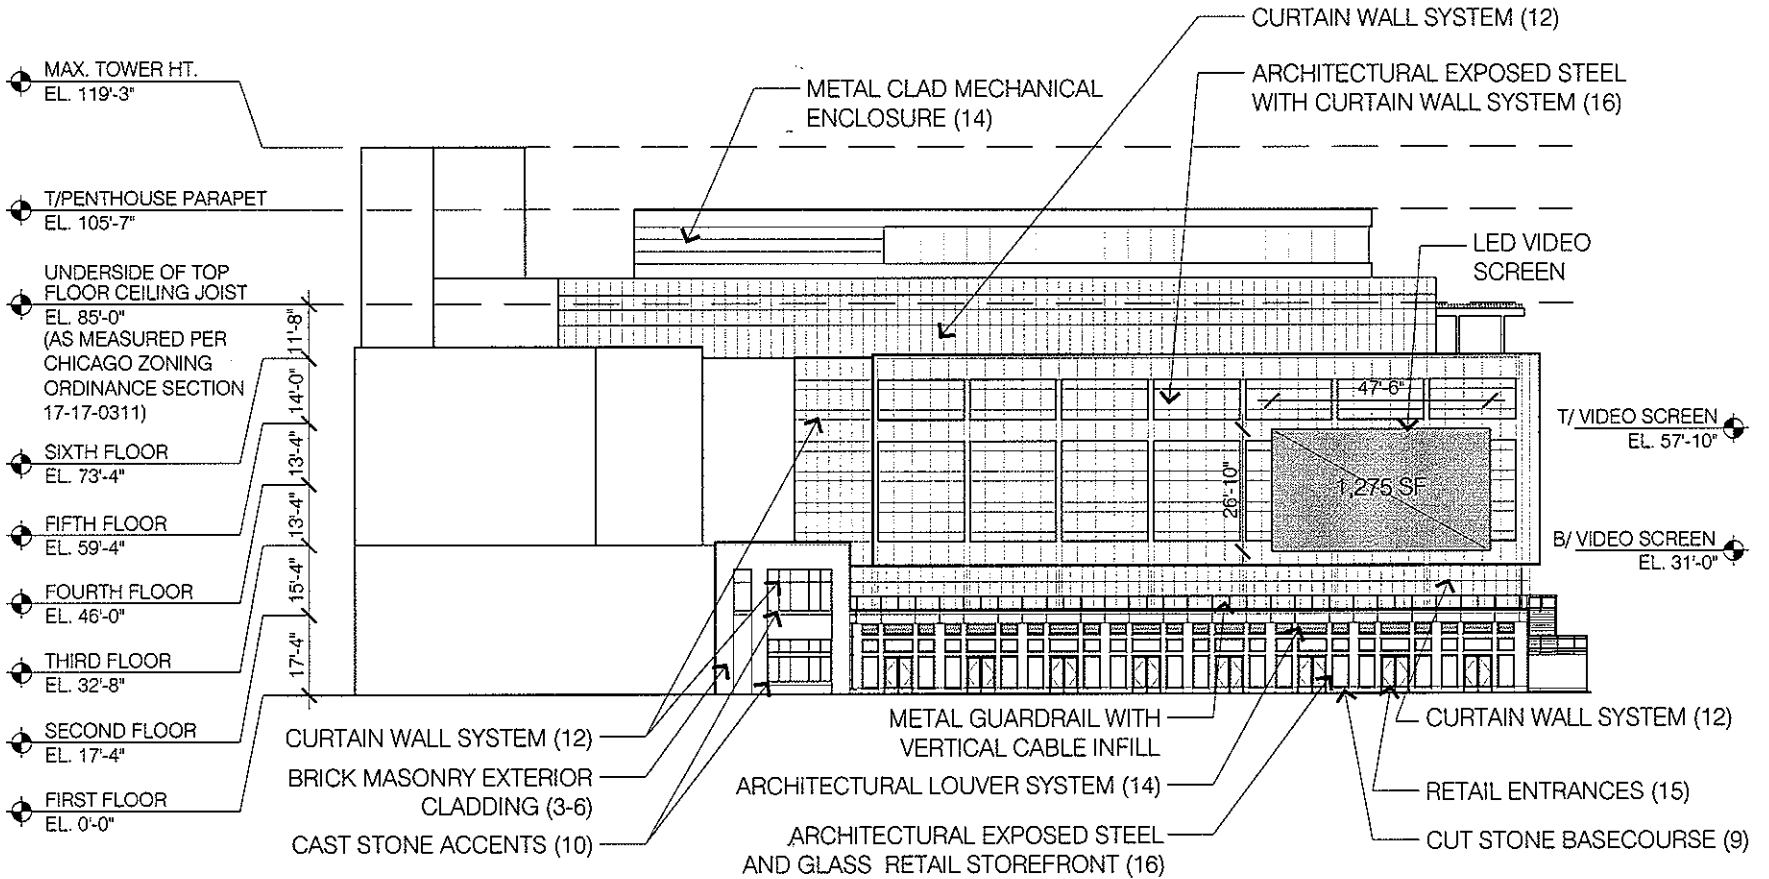 CURTAIN WALL SYSTEM (12)
MAX. TOWER HT.
EL. 119'-3"
METAL CLAD MECHANICAL
ENCLOSURE (14)
ARCHITECTURAL EXPOSED STEEL
WITH CURTAIN WALL SYSTEM (16)
T/PENTHOUSE PARAPET
EL. 105'-7"
LED VIDEO
SCREEN
UNDERSIDE OF TOP
FLOOR CEILING JOIST
EL. 85'-0"
(AS MEASURED PER
CHICAGO ZONING
ORDINANCE SECTION
17-17-0311)
11'-8"
14'-0"
13'-4"
13'-4"
15'-4"
17'-4"
47'-6"
26'-10"
1,275 SF
T/ VIDEO SCREEN
EL. 57'-10"
B/ VIDEO SCREEN
EL. 31'-0"
SIXTH FLOOR
EL. 73'-4"
FIFTH FLOOR
EL. 59'-4"
FOURTH FLOOR
EL. 46'-0"
THIRD FLOOR
EL. 32'-8"
SECOND FLOOR
EL. 17'-4"
FIRST FLOOR
EL. 0'-0"
CURTAIN WALL SYSTEM (12)
BRICK MASONRY EXTERIOR
CLADDING (3-6)
CAST STONE ACCENTS (10)
METAL GUARDRAIL WITH
VERTICAL CABLE INFILL
ARCHITECTURAL LOUVER SYSTEM (14)
ARCHITECTURAL EXPOSED STEEL
AND GLASS RETAIL STOREFRONT (16)
CURTAIN WALL SYSTEM (12)
RETAIL ENTRANCES (15)
CUT STONE BASECOURSE (9)